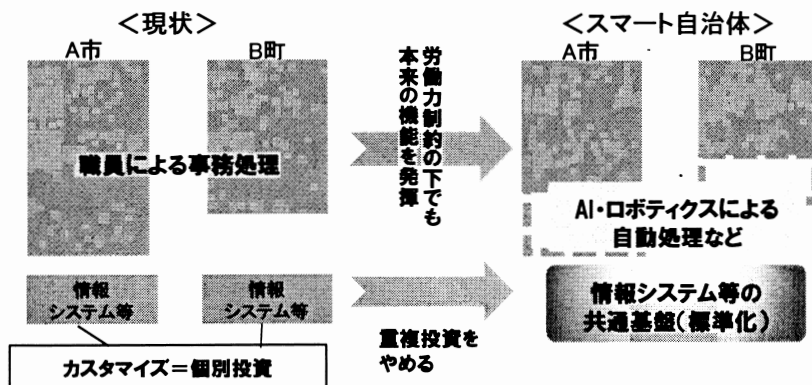 <現状>
A市
B町
職員による事務処理
情報
システム等
情報
システム等
カスタマイズ＝個別投資
労働力制約の下でも
本来の機能を発揮
重複投資を
やめる
<スマート自治体>
A市
B町
AI・ロボティクスによる
自動処理など
情報システム等の
共通基盤(標準化)